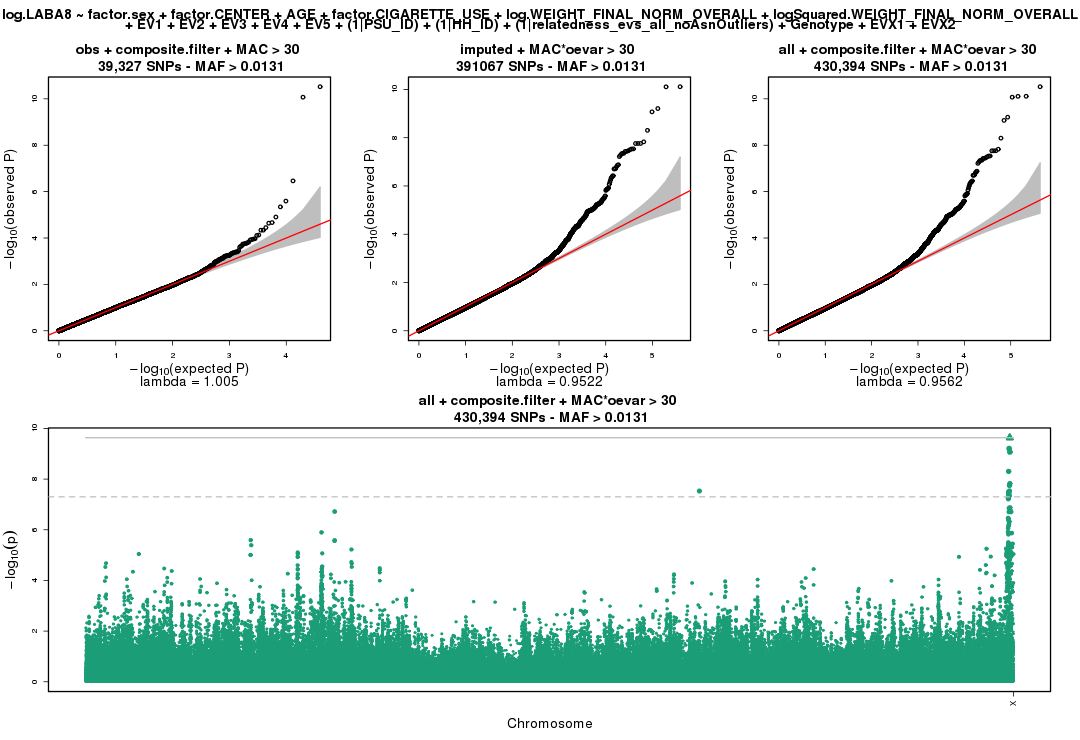 log.LABA8 ~ factor.sex + factor.CENTER + AGE + factor.CIGARETTE_USE + log.WEIGHT_FINAL_NORM_OVERALL + logSquared.WEIGHT_FINAL_NORM_OVERALL
+ EV1 + EV2 + EV3 + EV4 + EV5 + (1|PSU_ID) + (1|HH_ID) + (1|relatedness_evs_all_noAsnOutliers) + Genotype + EVX1 + EVX2
obs + composite.filter + MAC > 30
39,327 SNPs - MAF > 0.0131
−log10(observed P)
0 2 4 6 8 10
0 1 2 3 4
−log10(expected P)
lambda = 1.005
imputed + MAC*oevar > 30
391067 SNPs - MAF > 0.0131
−log10(observed P)
0 2 4 6 8 10
0 1 2 3 4 5
−log10(expected P)
lambda = 0.9522
all + composite.filter + MAC*oevar > 30
430,394 SNPs - MAF > 0.0131
−log10(observed P)
0 2 4 6 8 10
0 1 2 3 4 5
−log10(expected P)
lambda = 0.9562
all + composite.filter + MAC*oevar > 30
430,394 SNPs - MAF > 0.0131
−log10(p)
0 2 4 6 8 10
X
Chromosome